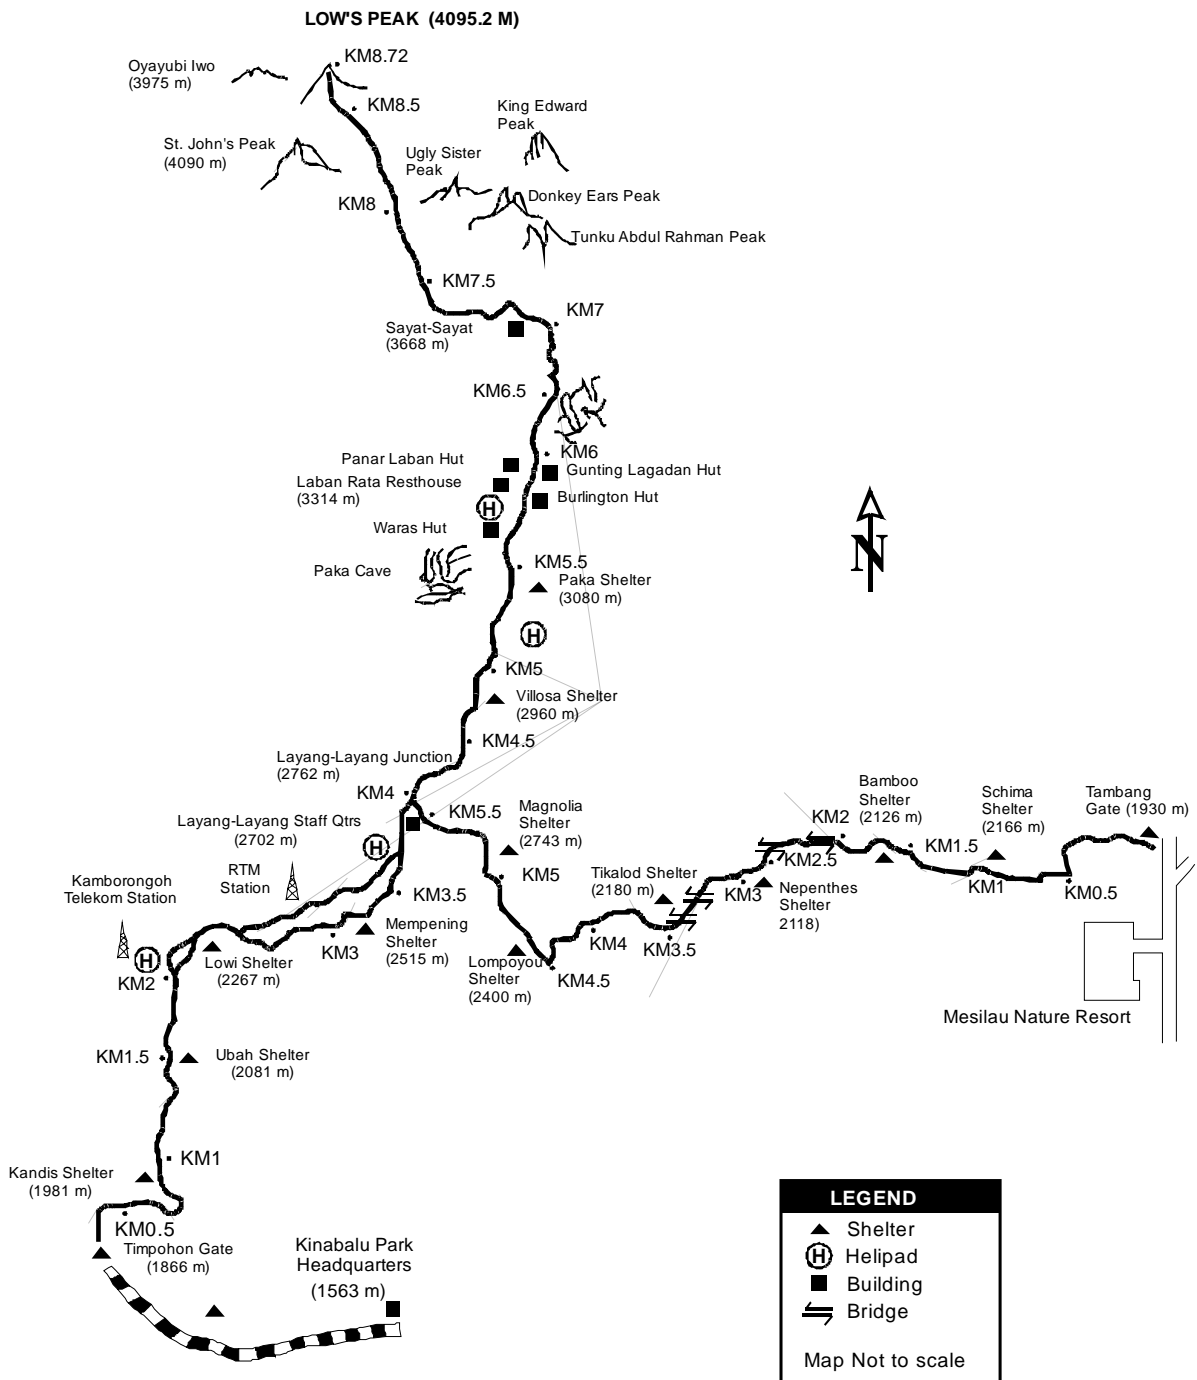 LOW'S PEAK (4095.2 M)
KM8.72
Oyayubi Iwo
(3975 m)
KM8.5
King Edward
Peak
St. John's Peak
(4090 m)
Ugly Sister
Peak
Donkey Ears Peak
KM8
Tunku Abdul Rahman Peak
KM7.5
KM7
Sayat-Sayat
(3668 m)
KM6.5
KM6
Panar Laban Hut
Gunting Lagadan Hut
Laban Rata Resthouse
(3314 m)
Burlington Hut
H
Waras Hut
N
KM5.5
Paka Cave
Paka Shelter
(3080 m)
H
KM5
Villosa Shelter
(2960 m)
KM4.5
Layang-Layang Junction
(2762 m)
KM4
KM5.5
Layang-Layang Staff Qtrs
(2702 m)
H
Magnolia
Shelter
(2743 m)
Bamboo
Shelter
(2126 m)
Schima
Shelter
(2166 m)
Tambang
Gate (1930 m)
KM2
KM1.5
KM2.5
RTM
Station
KM5
Tikalod Shelter
(2180 m)
KM3
Nepenthes
Shelter
2118)
KM1
KM0.5
Kamborongoh
Telekom Station
KM3.5
Mempening
Shelter
(2515 m)
KM3
KM4
KM3.5
H
Lowi Shelter
(2267 m)
KM2
Lompoyou
Shelter
(2400 m)
KM4.5
Mesilau Nature Resort
KM1.5
Ubah Shelter
(2081 m)
KM1
Kandis Shelter
(1981 m)
KM0.5
Timpohon Gate
(1866 m)
Kinabalu Park
Headquarters
(1563 m)
LEGEND
Shelter
H Helipad
Building
Bridge
Map Not to scale